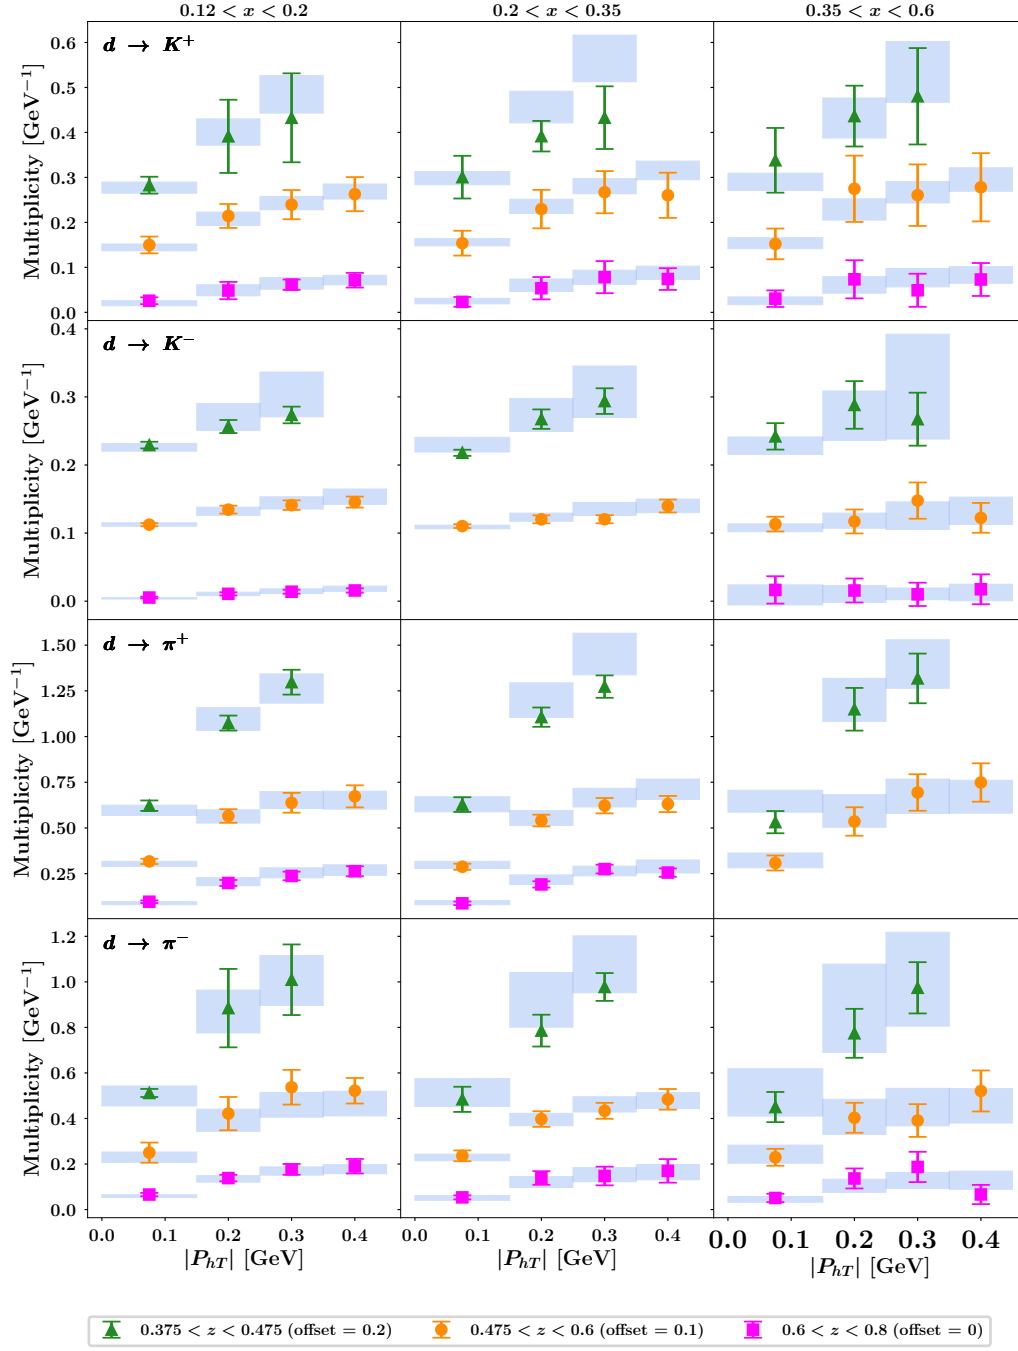 0.12 < x < 0.2
0.2 < x < 0.35
0.35 < x < 0.6
d → K⁺
Multiplicity [GeV⁻¹]
0.6
0.5
0.4
0.3
0.2
0.1
0.0
d → K⁻
Multiplicity [GeV⁻¹]
0.4
0.3
0.2
0.1
0.0
d → π⁺
Multiplicity [GeV⁻¹]
1.50
1.25
1.00
0.75
0.50
0.25
d → π⁻
Multiplicity [GeV⁻¹]
1.2
1.0
0.8
0.6
0.4
0.2
0.0
0.0 0.1 0.2 0.3 0.4
|P_{hT}| [GeV]
0.0 0.1 0.2 0.3 0.4
|P_{hT}| [GeV]
0.0 0.1 0.2 0.3 0.4
|P_{hT}| [GeV]
0.375 < z < 0.475 (offset = 0.2)
0.475 < z < 0.6 (offset = 0.1)
0.6 < z < 0.8 (offset = 0)